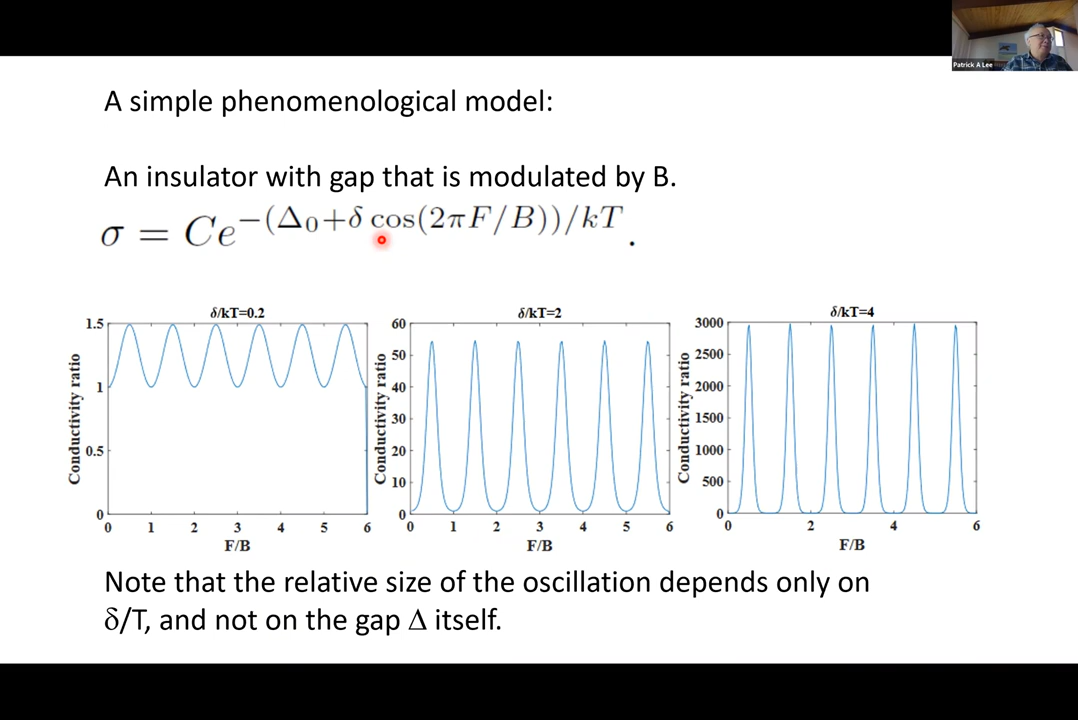 Patrick A Lee
A simple phenomenological model:
An insulator with gap that is modulated by B.
σ = Ce^{-(Δ₀+δ cos(2πF/B))/kT}.
δ/kT=0.2
1.5
1
0.5
0
0 1 2 3 4 5 6
Conductivity ratio
F/B
δ/kT=2
60
50
40
30
20
10
0
0 1 2 3 4 5 6
Conductivity ratio
F/B
δ/kT=4
3000
2500
2000
1500
1000
500
0
0 2 4 6
Conductivity ratio
F/B
Note that the relative size of the oscillation depends only on
δ/T, and not on the gap Δ itself.